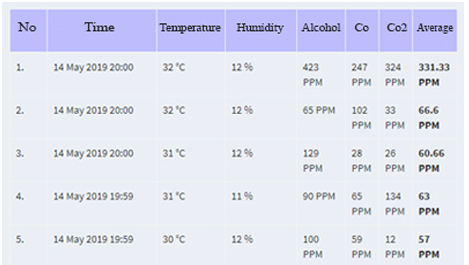 No Time Temperature Humidity Alcohol Co Co2 Average
1. 14 May 2019 20:00 32 °C 12 % 423 PPM 247 PPM 324 PPM 331.33 PPM
2. 14 May 2019 20:00 32 °C 12 % 65 PPM 102 PPM 33 PPM 66.6 PPM
3. 14 May 2019 20:00 31 °C 12 % 129 PPM 28 PPM 26 PPM 60.66 PPM
4. 14 May 2019 19:59 31 °C 11 % 90 PPM 65 PPM 134 PPM 63 PPM
5. 14 May 2019 19:59 30 °C 12 % 100 PPM 59 PPM 12 PPM 57 PPM